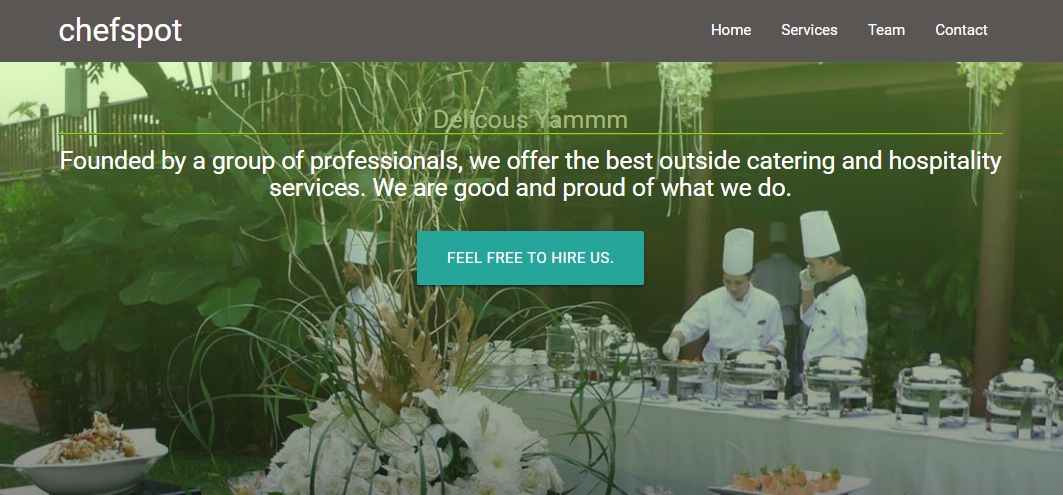 chefspot
Home Services Team Contact
Delicous Yammm
Founded by a group of professionals, we offer the best outside catering and hospitality
services. We are good and proud of what we do.
FEEL FREE TO HIRE US.